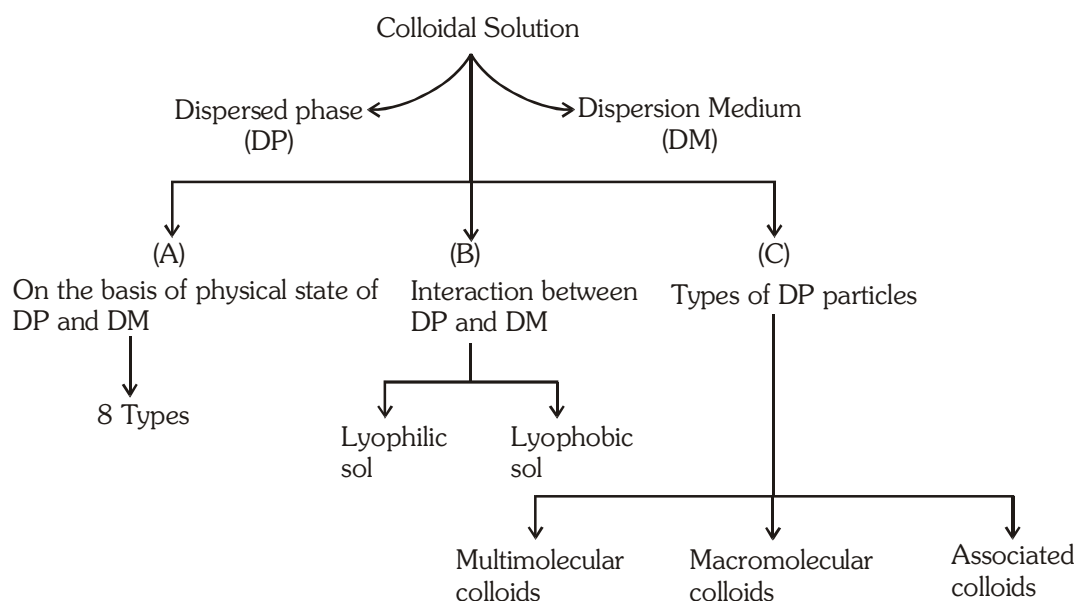 Colloidal Solution
Dispersed phase
(DP)
Dispersion Medium
(DM)
(A)
On the basis of physical state of
DP and DM
8 Types
(B)
Interaction between
DP and DM
Lyophilic
sol
Lyophobic
sol
(C)
Types of DP particles
Multimolecular
colloids
Macromolecular
colloids
Associated
colloids